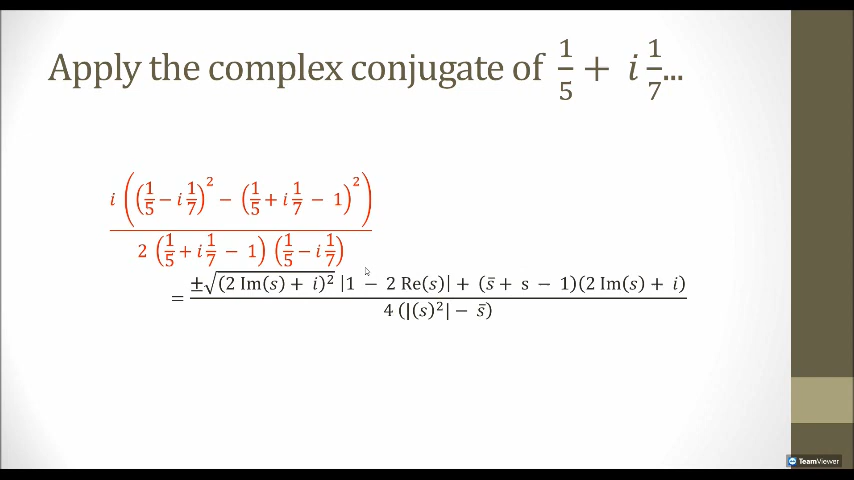 Apply the complex conjugate of 1/5 + i 1/7...
i ((1/5 − i 1/7)² − (1/5 + i 1/7 − 1)²)
2 (1/5 + i 1/7 − 1) (1/5 − i 1/7)
= ±√(2 Im(s) + i)² |1 − 2 Re(s)| + (s̅ + s − 1)(2 Im(s) + i)
4 (|(s)²| − s̅)
TeamViewer